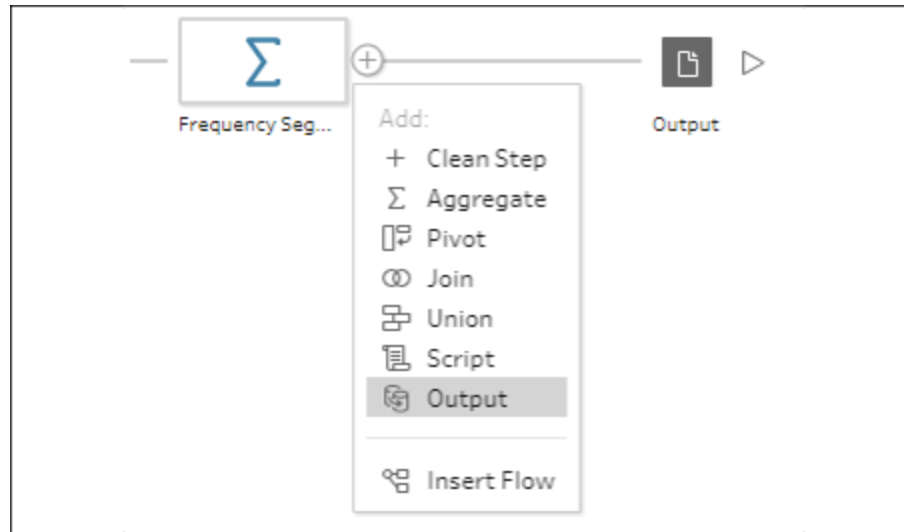 Frequency Seg...
Output
Add:
Clean Step
Aggregate
Pivot
Join
Union
Script
Output
Insert Flow